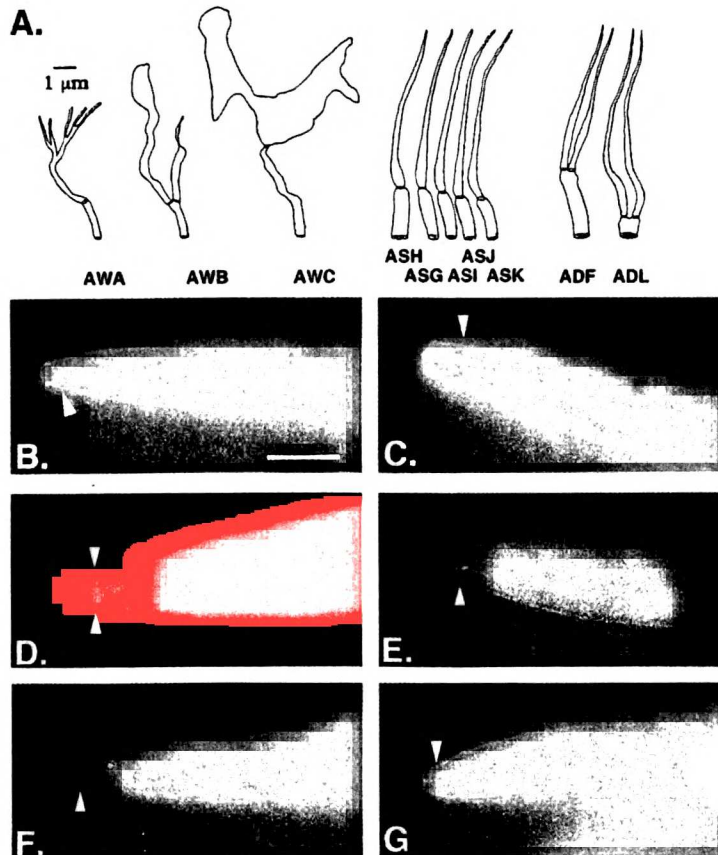 A.
1 μm
ASH ASJ
AWA AWB AWC ASG ASI ASK ADF ADL
B.
C.
D.
E.
F.
G